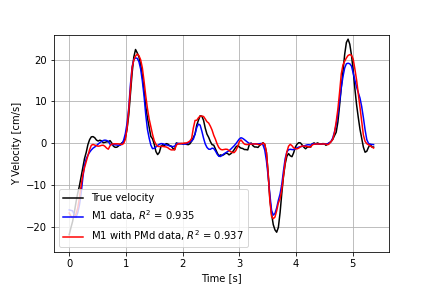 Y Velocity [cm/s]
20
10
0
−10
−20
True velocity
M1 data, R² = 0.935
M1 with PMd data, R² = 0.937
0 1 2 3 4 5
Time [s]